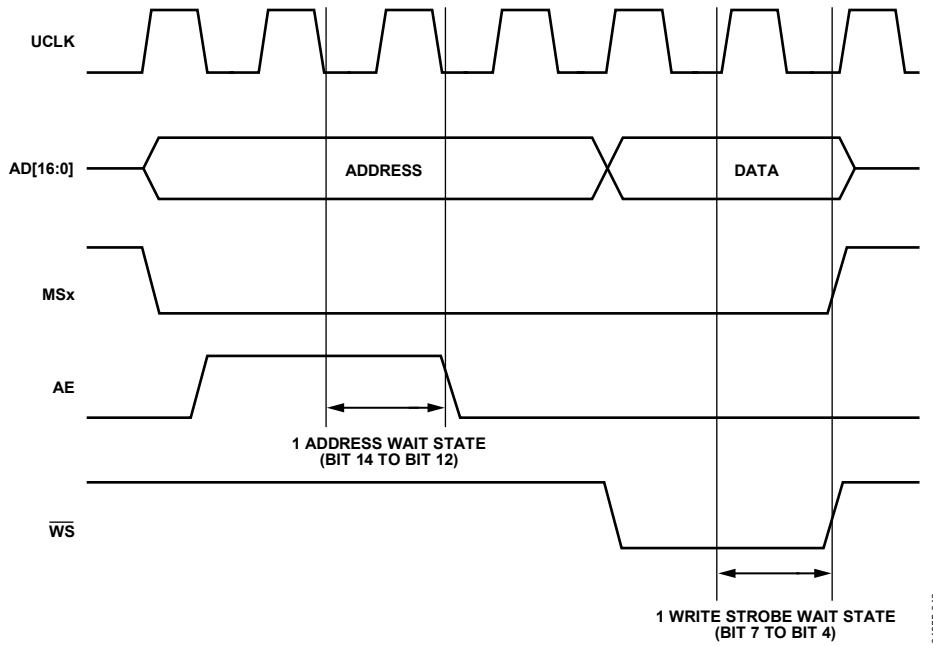 UCLK
AD[16:0]
ADDRESS
DATA
MSx
AE
1 ADDRESS WAIT STATE
(BIT 14 TO BIT 12)
WS
1 WRITE STROBE WAIT STATE
(BIT 7 TO BIT 4)